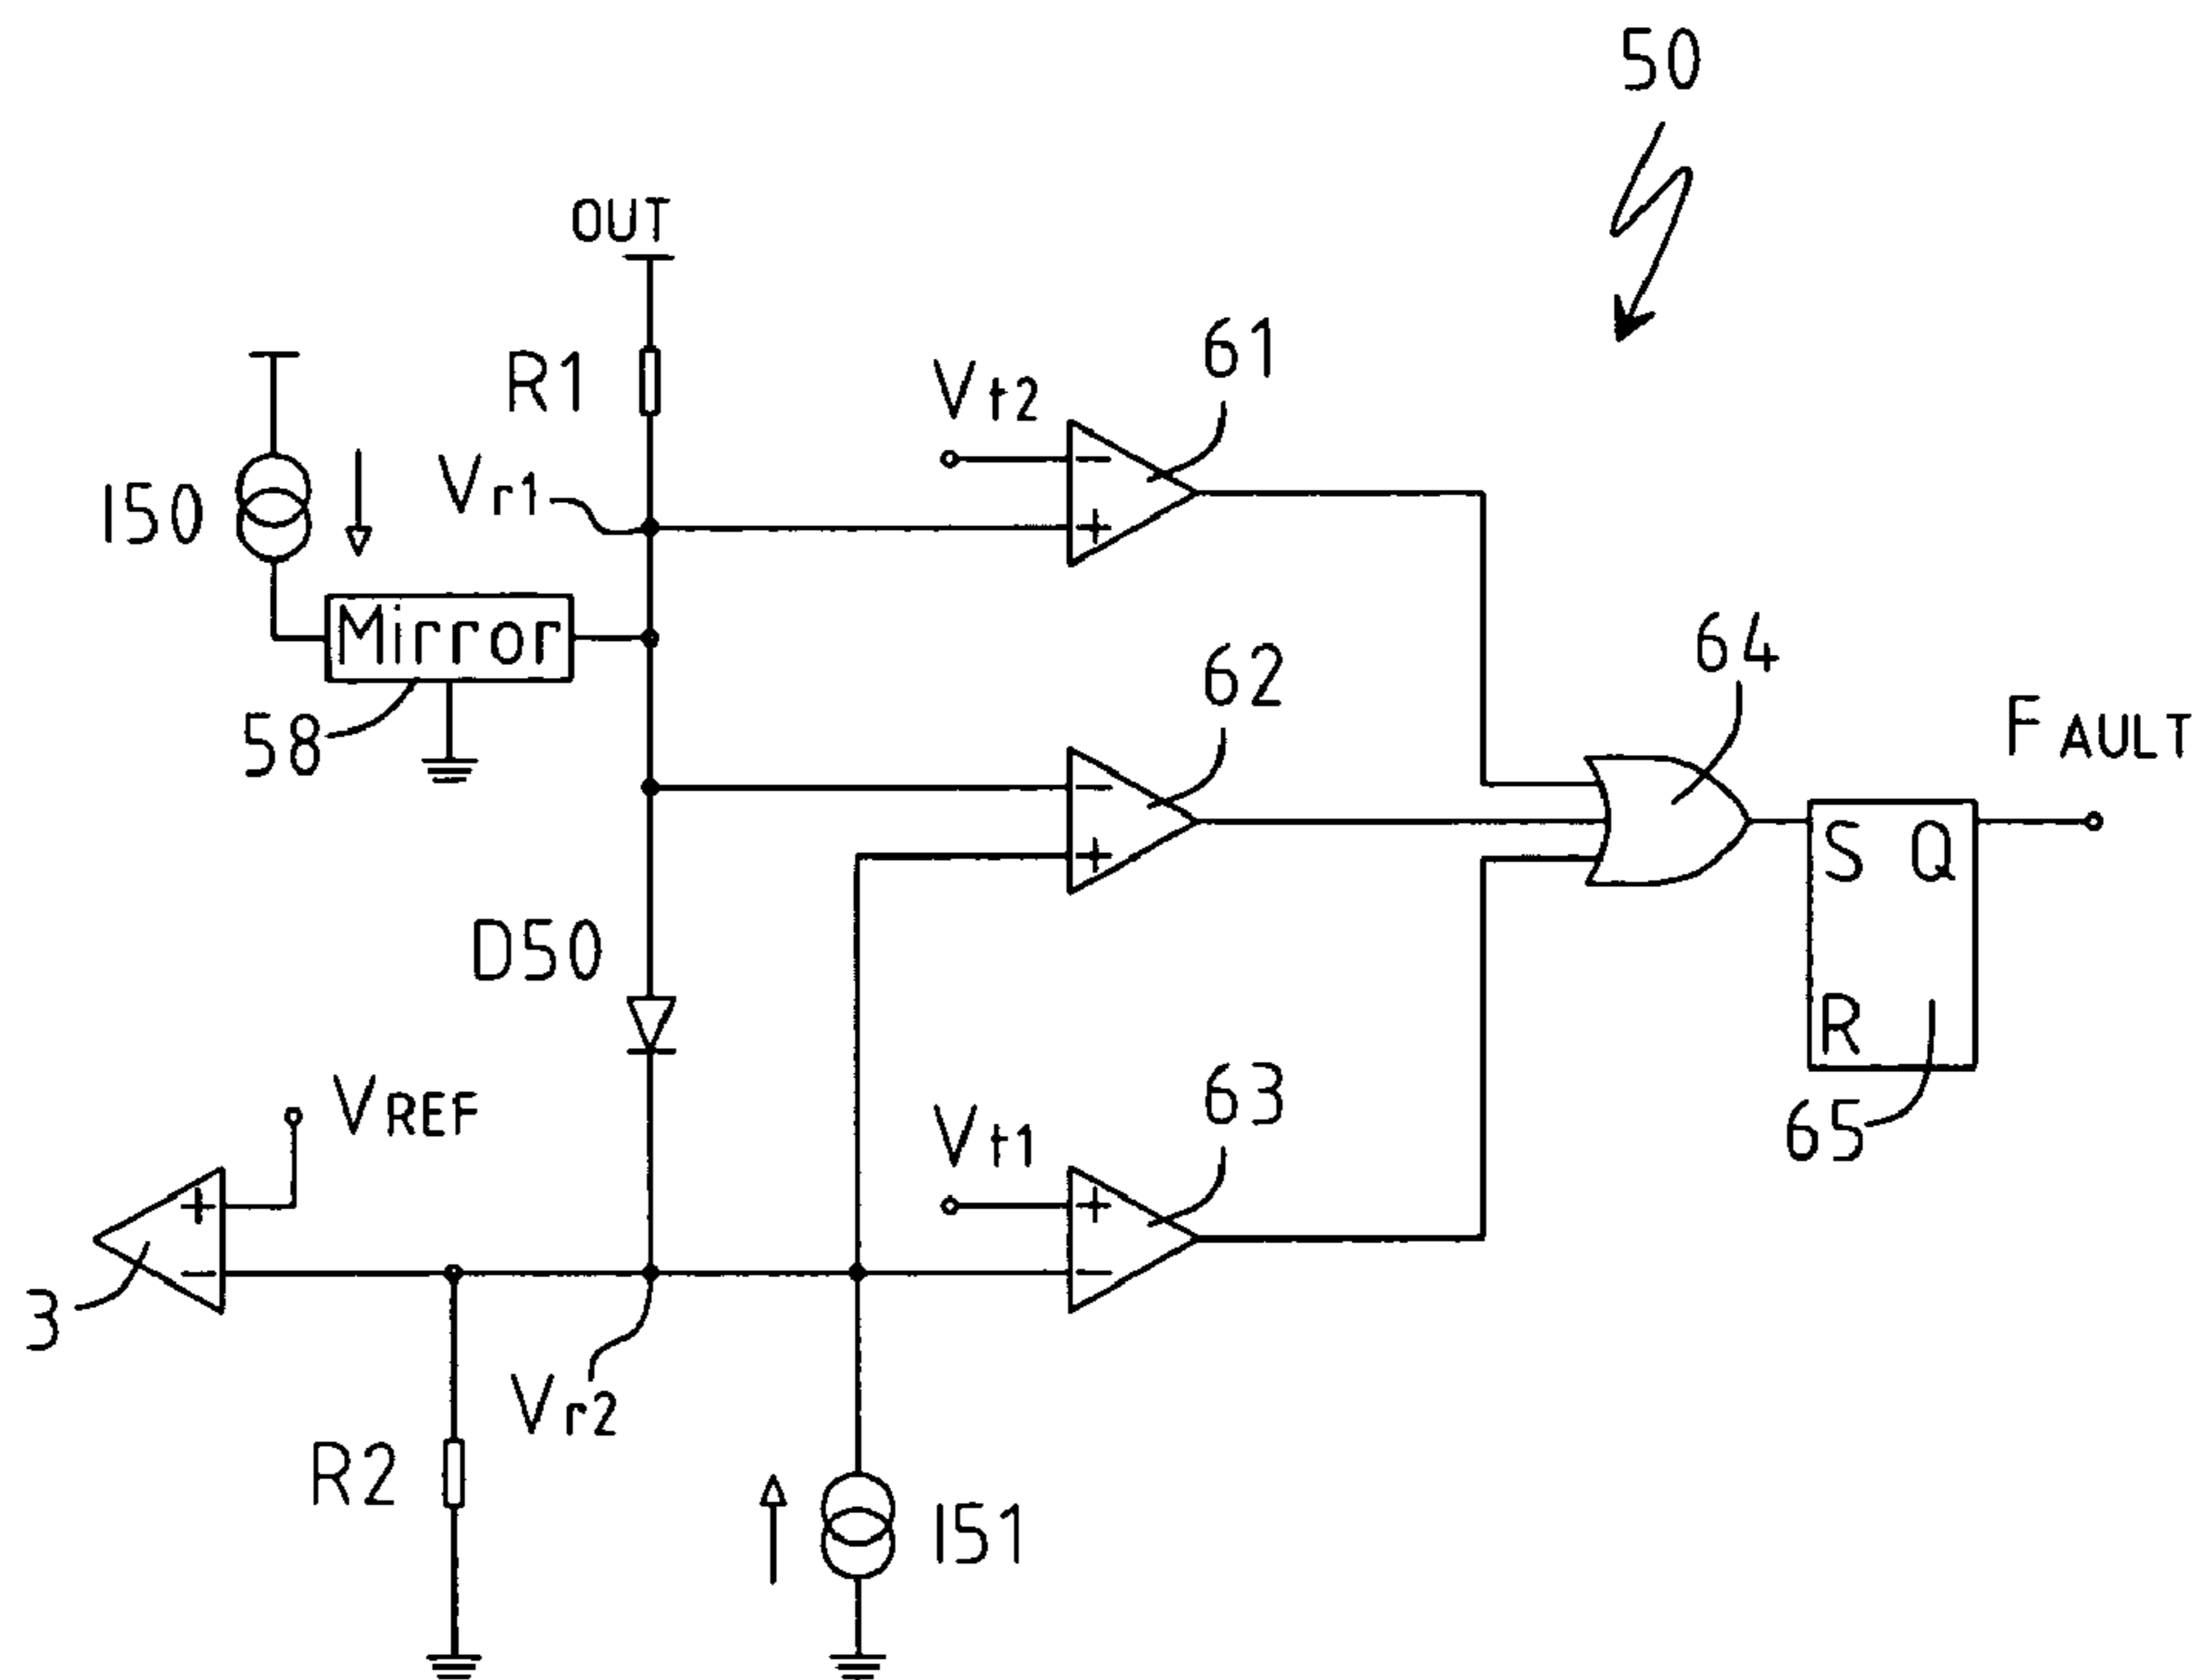 50
OUT
R1
61
Vt2
I50
Vr1
-
+
Mirror
62
64
58
FAULT
-
+
S Q
D50
R
63
VREF
Vt1
65
+
-
+
-
3
Vr2
R2
I51